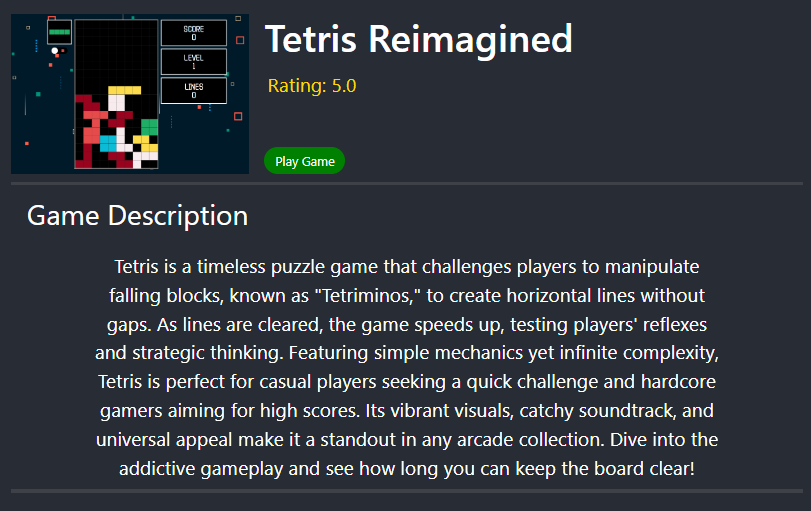 SCORE
0
LEVEL
1
LINES
0
Tetris Reimagined
Rating: 5.0
Play Game
Game Description
Tetris is a timeless puzzle game that challenges players to manipulate
falling blocks, known as "Tetriminos," to create horizontal lines without
gaps. As lines are cleared, the game speeds up, testing players' reflexes
and strategic thinking. Featuring simple mechanics yet infinite complexity,
Tetris is perfect for casual players seeking a quick challenge and hardcore
gamers aiming for high scores. Its vibrant visuals, catchy soundtrack, and
universal appeal make it a standout in any arcade collection. Dive into the
addictive gameplay and see how long you can keep the board clear!